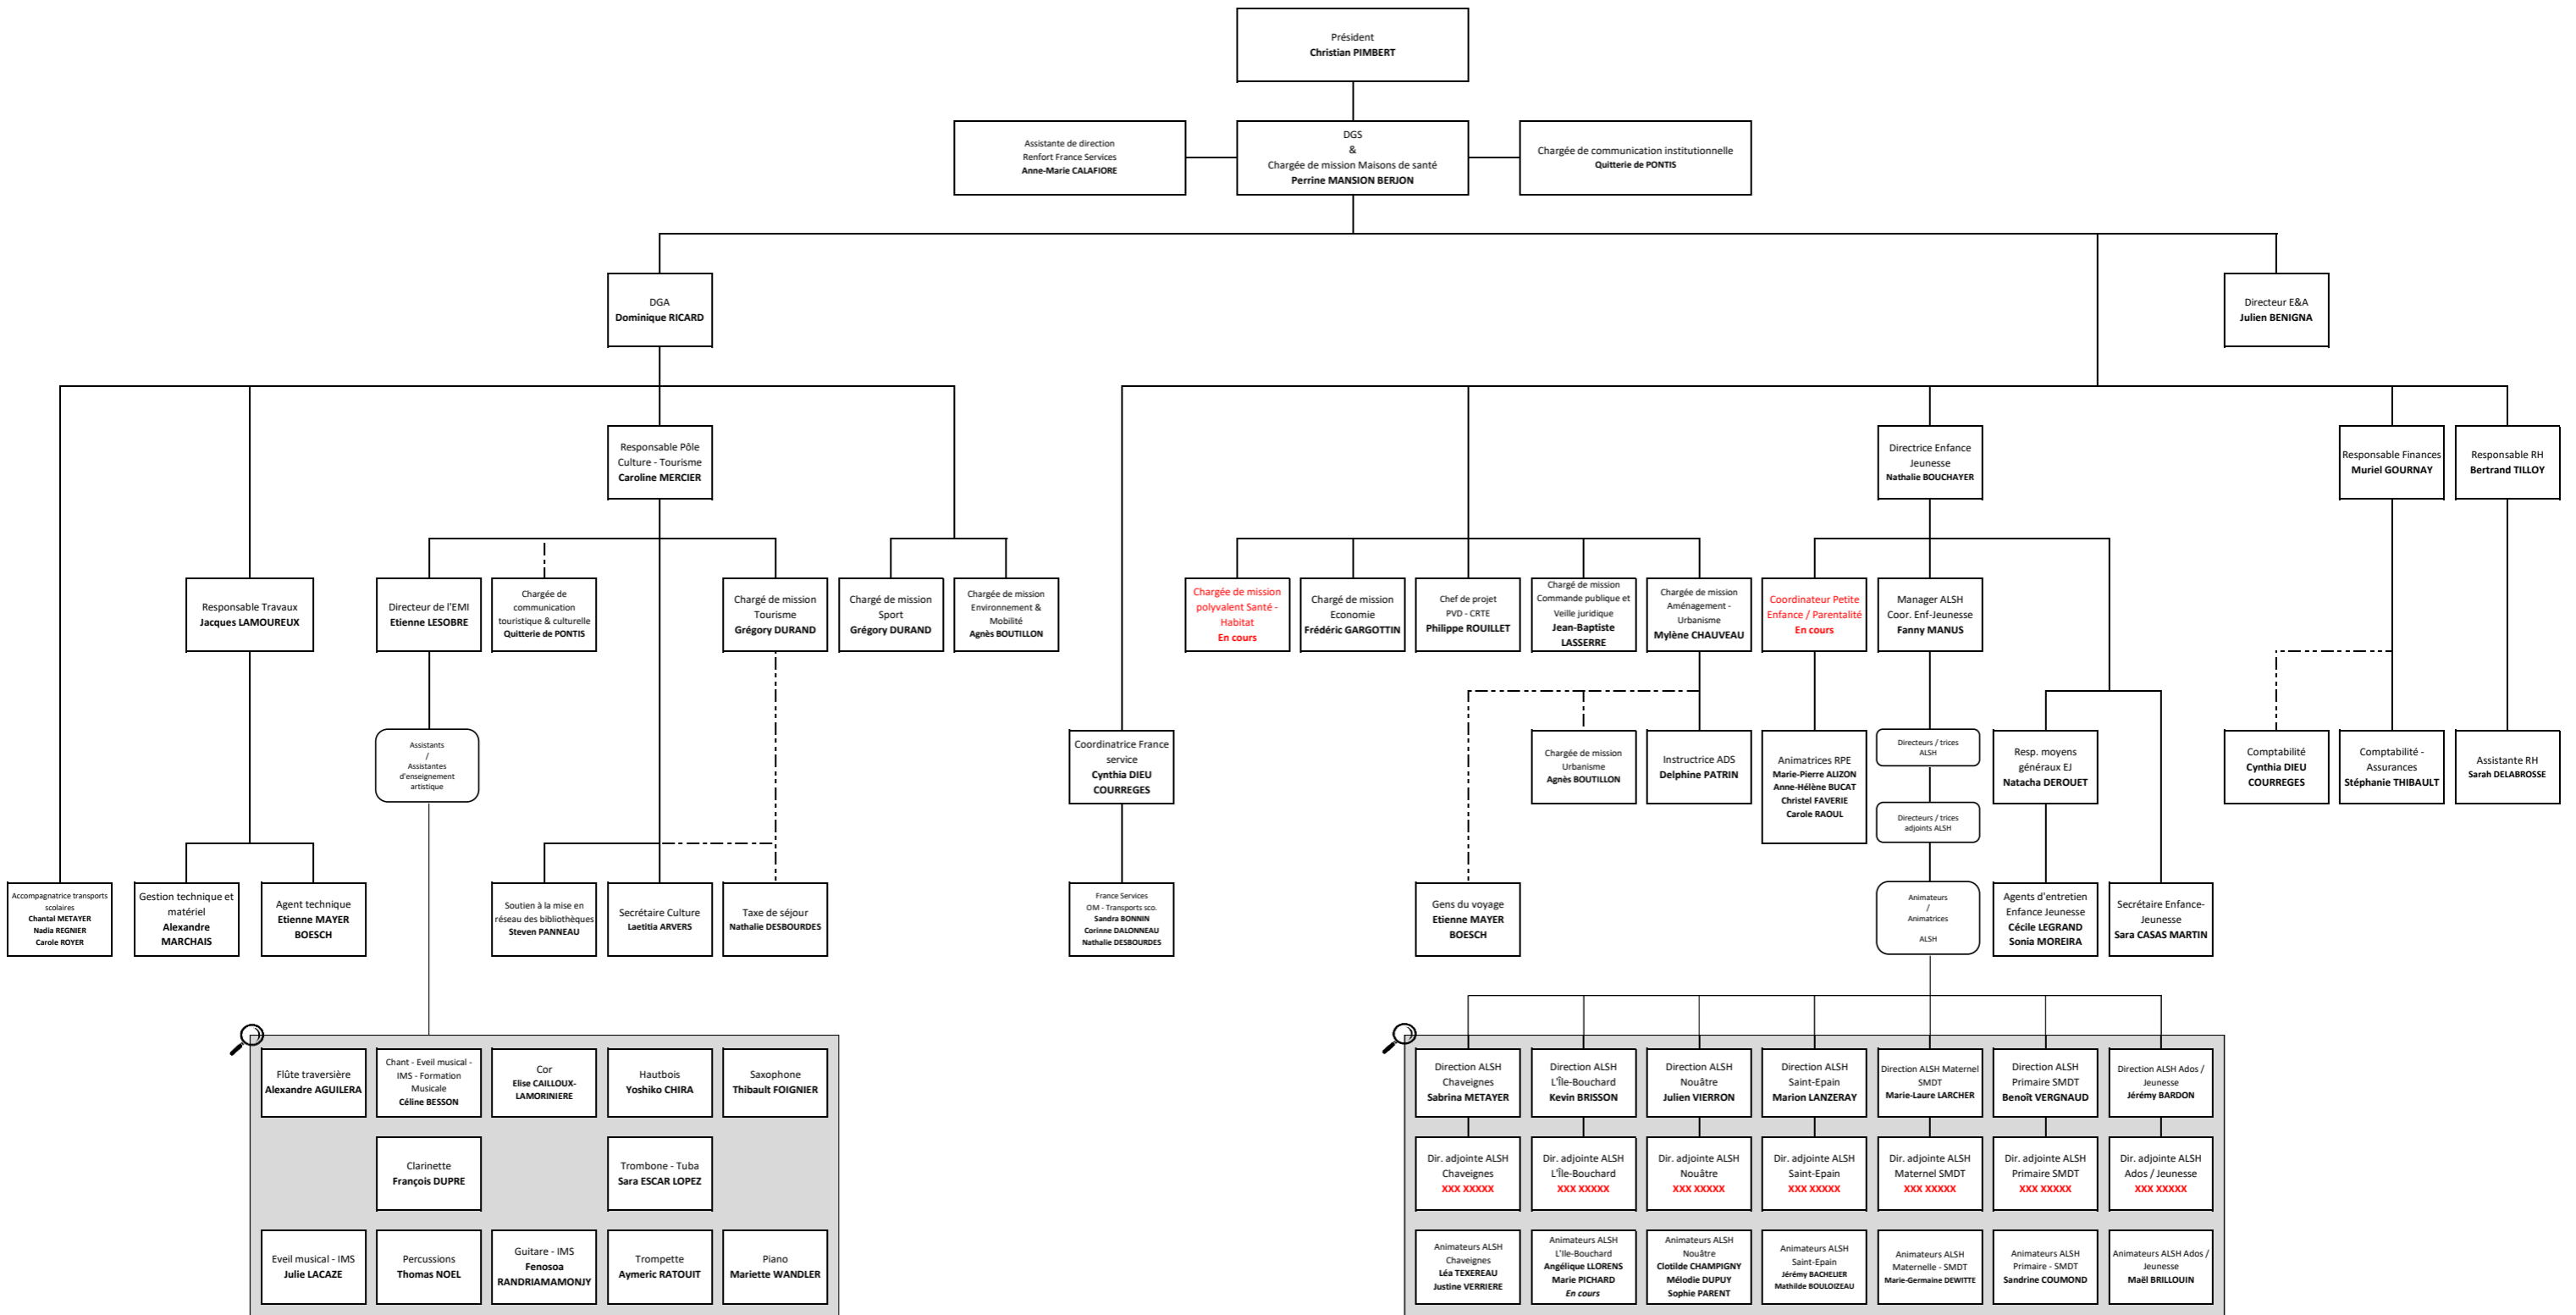 Président
Christian PIMBERT
Assistante de direction
Renfort France Services
Anne-Marie CALAFIORE
DGS
&
Chargée de mission Maisons de santé
Perrine MANSION BERJON
Chargée de communication institutionnelle
Quitterie de PONTIS
DGA
Dominique RICARD
Directeur E&A
Julien BENIGNA
Responsable Pôle
Culture - Tourisme
Caroline MERCIER
Directrice Enfance
Jeunesse
Nathalie BOUCHAYER
Responsable Finances
Muriel GOURNAY
Responsable RH
Bertrand TILLOY
Responsable Travaux
Jacques LAMOUREUX
Directeur de l'EMI
Etienne LESOBRE
Chargée de
communication
touristique & culturelle
Quitterie de PONTIS
Chargé de mission
Tourisme
Grégory DURAND
Chargé de mission
Sport
Grégory DURAND
Chargée de mission
Environnement &
Mobilité
Agnès BOUTILLON
Chargée de mission
polyvalent Santé -
Habitat
En cours
Chargé de mission
Economie
Frédéric GARGOTTIN
Chef de projet
PVD - CRTE
Philippe ROUILLET
Chargé de mission
Commande publique et
Veille juridique
Jean-Baptiste
LASSERRE
Chargée de mission
Aménagement -
Urbanisme
Mylène CHAUVEAU
Coordinateur Petite
Enfance / Parentalité
En cours
Manager ALSH
Coor. Enf-Jeunesse
Fanny MANUS
Assistants
/
Assistantes
d'enseignement
artistique
Coordinatrice France
service
Cynthia DIEU
COURREGES
Chargée de mission
Urbanisme
Agnès BOUTILLON
Instructrice ADS
Delphine PATRIN
Animatrices RPE
Marie-Pierre ALIZON
Anne-Hélène BUCAT
Christel FAVERIE
Carole RAOUL
Directeurs / trices
ALSH
Directeurs / trices
adjoints ALSH
Resp. moyens
généraux EJ
Natacha DEROUET
Comptabilité
Cynthia DIEU
COURREGES
Comptabilité -
Assurances
Stéphanie THIBAULT
Assistante RH
Sarah DELABROSSE
Accompagnatrice transports
scolaires
Chantal METAYER
Nadia REGNIER
Carole ROYER
Gestion technique et
matériel
Alexandre
MARCHAIS
Agent technique
Etienne MAYER
BOESCH
Soutien à la mise en
réseau des bibliothèques
Steven PANNEAU
Secrétaire Culture
Laetitia ARVERS
Taxe de séjour
Nathalie DESBOURDES
France Services
OM - Transports sco.
Sandra BONNIN
Corinne DALONNEAU
Nathalie DESBOURDES
Gens du voyage
Etienne MAYER
BOESCH
Animateurs
/
Animatrices
ALSH
Agents d'entretien
Enfance Jeunesse
Cécile LEGRAND
Sonia MOREIRA
Secrétaire Enfance-
Jeunesse
Sara CASAS MARTIN
Flûte traversière
Alexandre AGUILERA
Chant - Eveil musical -
IMS - Formation
Musicale
Céline BESSON
Cor
Elise CAILLOUX-
LAMORINIERE
Hautbois
Yoshiko CHIRA
Saxophone
Thibault FOIGNIER
Clarinette
François DUPRE
Trombone - Tuba
Sara ESCAR LOPEZ
Eveil musical - IMS
Julie LACAZE
Percussions
Thomas NOEL
Guitare - IMS
Fenosoa
RANDRIAMAMONJY
Trompette
Aymeric RATOUIT
Piano
Mariette WANDLER
Direction ALSH
Chaveignes
Sabrina METAYER
Direction ALSH
L'Île-Bouchard
Kevin BRISSON
Direction ALSH
Nouâtre
Julien VIERRON
Direction ALSH
Saint-Epain
Marion LANZERAY
Direction ALSH Maternel
SMDT
Marie-Laure LARCHER
Direction ALSH
Primaire SMDT
Benoît VERGNAUD
Direction ALSH Ados /
Jeunesse
Jérémy BARDON
Dir. adjointe ALSH
Chaveignes
XXX XXXXX
Dir. adjointe ALSH
L'Île-Bouchard
XXX XXXXX
Dir. adjointe ALSH
Nouâtre
XXX XXXXX
Dir. adjointe ALSH
Saint-Epain
XXX XXXXX
Dir. adjointe ALSH
Maternel SMDT
XXX XXXXX
Dir. adjointe ALSH
Primaire SMDT
XXX XXXXX
Dir. adjointe ALSH
Ados / Jeunesse
XXX XXXXX
Animateurs ALSH
Chaveignes
Léa TEXEREAU
Justine VERRIERE
Animateurs ALSH
L'Ile-Bouchard
Angélique LLORENS
Marie PICHARD
En cours
Animateurs ALSH
Nouâtre
Clotilde CHAMPIGNY
Mélodie DUPUY
Sophie PARENT
Animateurs ALSH
Saint-Epain
Jérémy BACHELIER
Mathilde BOULOIZEAU
Animateurs ALSH
Maternelle - SMDT
Marie-Germaine DEWITTE
Animateurs ALSH
Primaire - SMDT
Sandrine COUMOND
Animateurs ALSH Ados /
Jeunesse
Maël BRILLOUIN